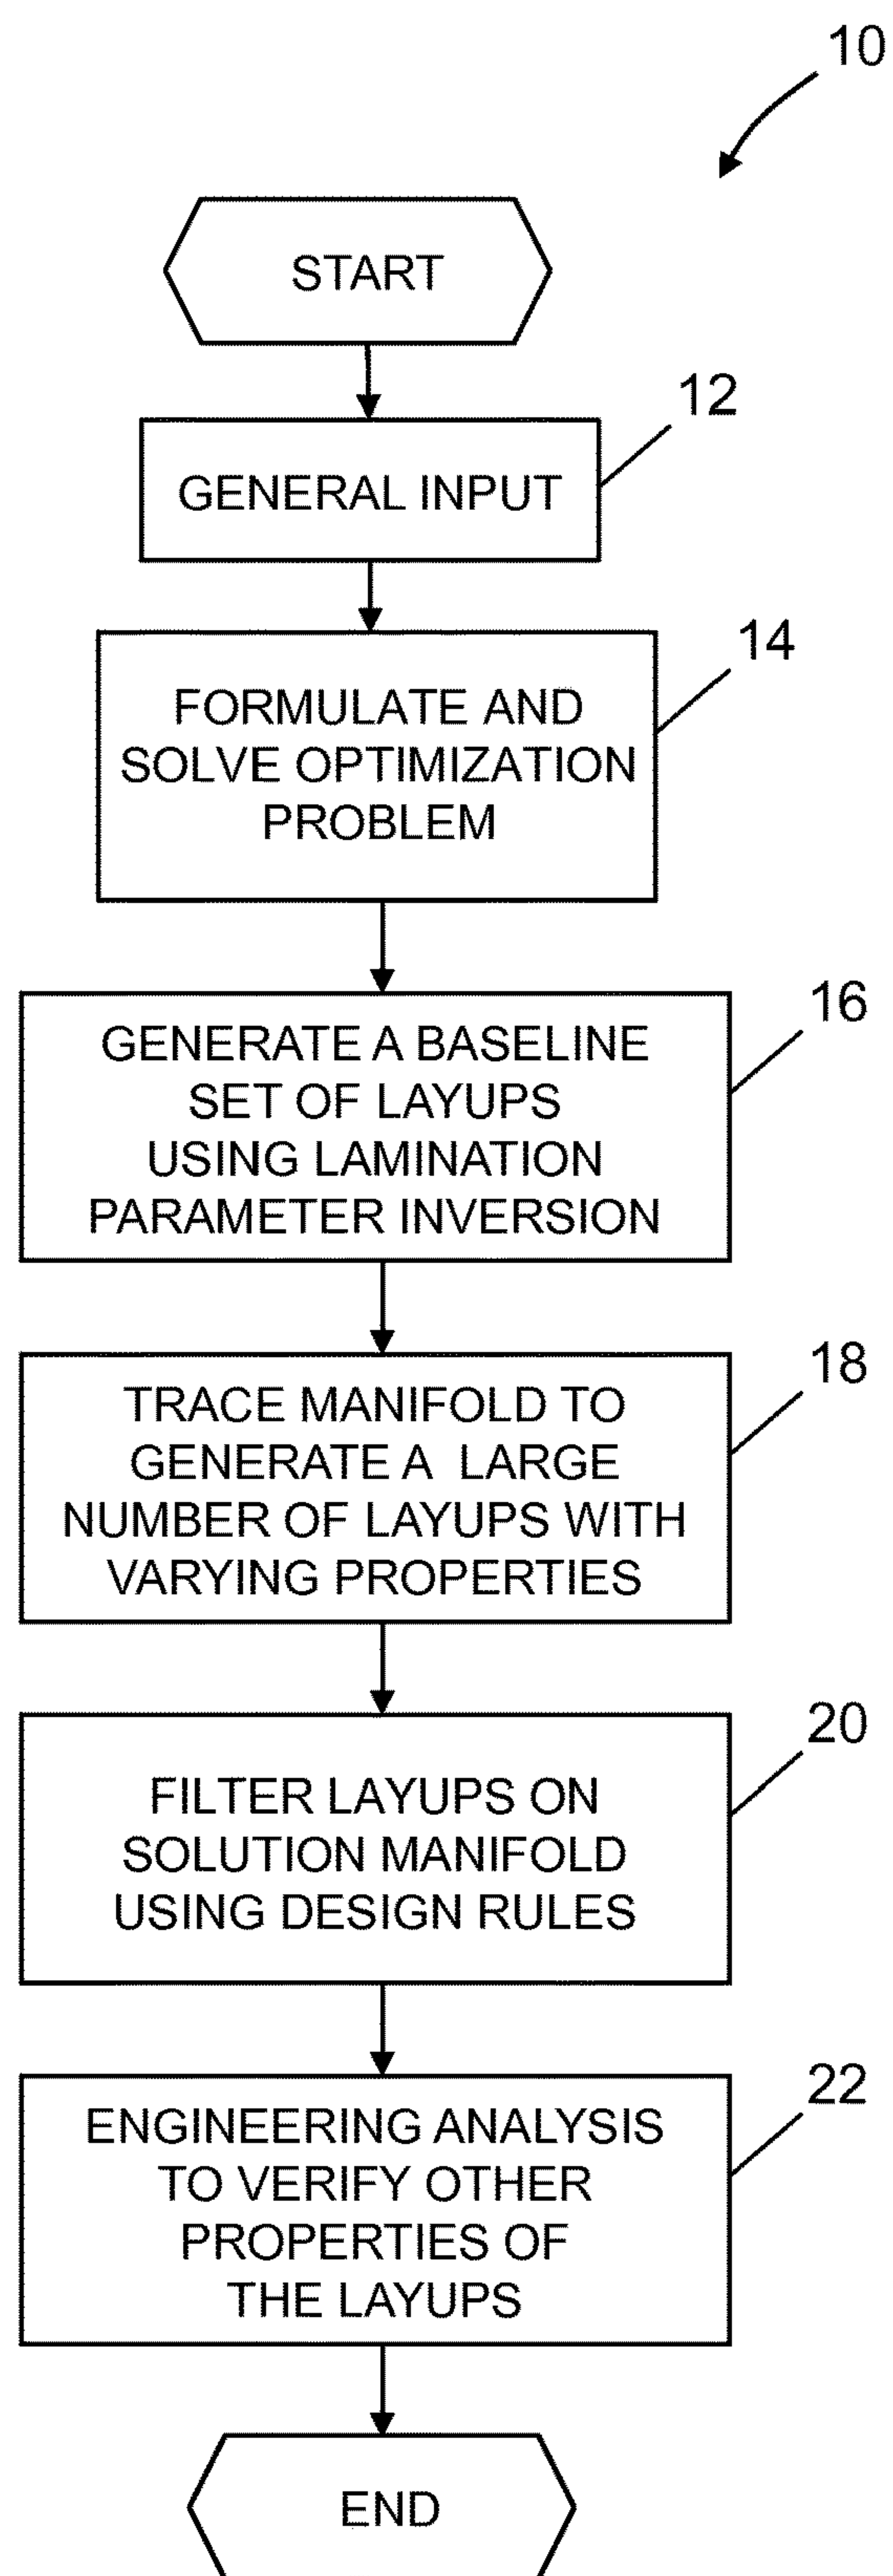 10
START
12
GENERAL INPUT
14
FORMULATE AND
SOLVE OPTIMIZATION
PROBLEM
16
GENERATE A BASELINE
SET OF LAYUPS
USING LAMINATION
PARAMETER INVERSION
18
TRACE MANIFOLD TO
GENERATE A LARGE
NUMBER OF LAYUPS WITH
VARYING PROPERTIES
20
FILTER LAYUPS ON
SOLUTION MANIFOLD
USING DESIGN RULES
22
ENGINEERING ANALYSIS
TO VERIFY OTHER
PROPERTIES OF
THE LAYUPS
END